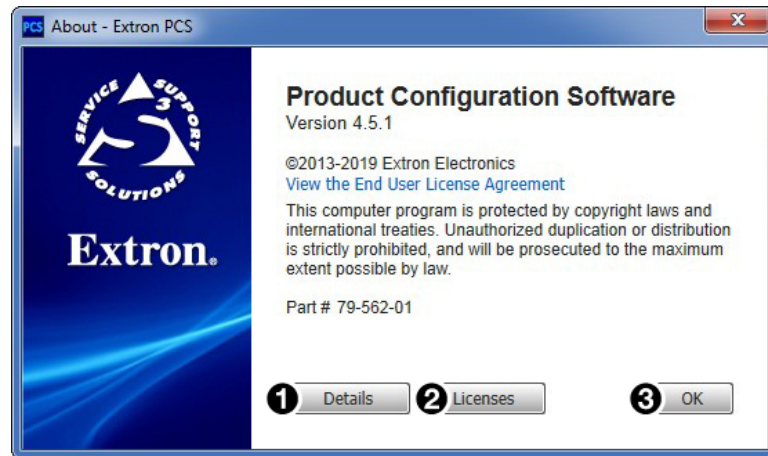 PCS About - Extron PCS
SERVICE SUPPORT SOLUTIONS
3
Extron®
Product Configuration Software
Version 4.5.1
©2013-2019 Extron Electronics
View the End User License Agreement
This computer program is protected by copyright laws and
international treaties. Unauthorized duplication or distribution
is strictly prohibited, and will be prosecuted to the maximum
extent possible by law.
Part # 79-562-01
1 Details 2 Licenses 3 OK